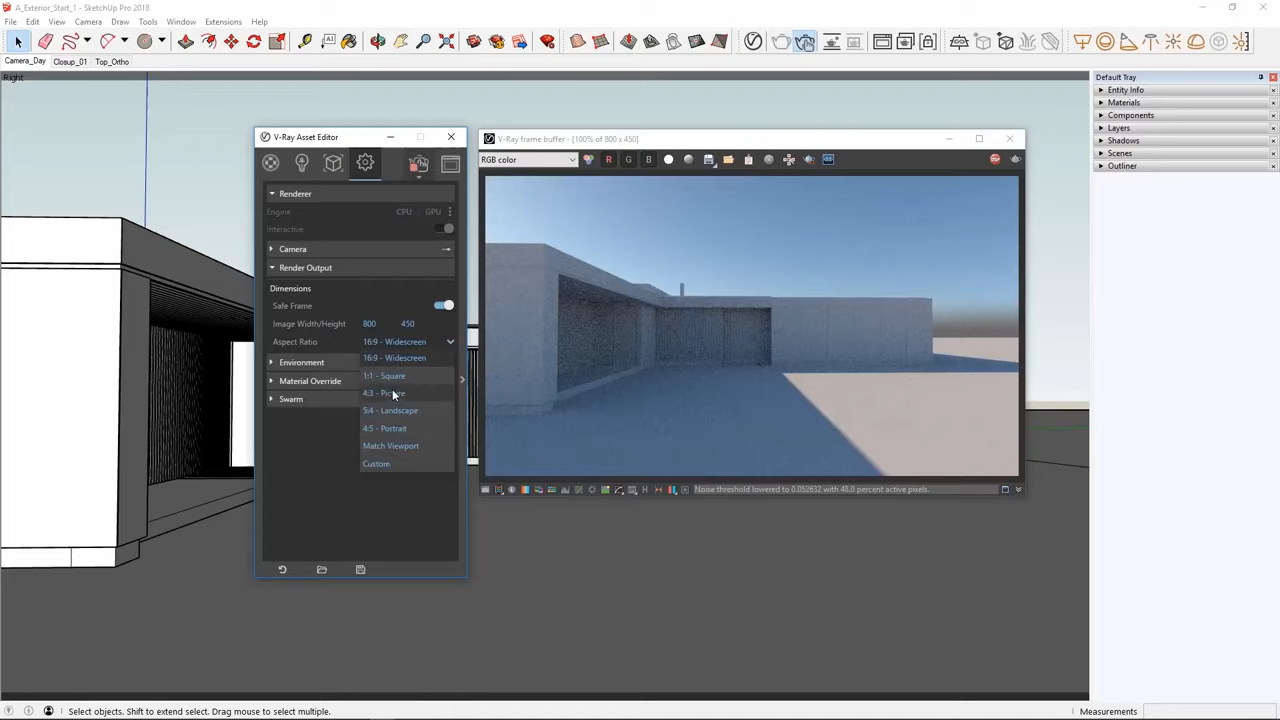 A_Exterior_Start_1 - SketchUp Pro 2018
File Edit View Camera Draw Tools Window Extensions Help
Camera_Day Closup_01 Top_Ortho
Right
V-Ray Asset Editor
Renderer
Engine CPU GPU
Interactive
Camera
Render Output
Dimensions
Safe Frame
Image Width/Height 800 450
Aspect Ratio 16:9 - Widescreen
16:9 - Widescreen
1:1 - Square
4:3 - Picture
5:4 - Landscape
4:5 - Portrait
Match Viewport
Custom
Environment
Material Override
Swarm
V-Ray frame buffer - [100% of 800 x 450]
RGB color R G B
H Noise threshold lowered to 0.052632 with 48.0 percent active pixels.
Default Tray
Entity Info
Materials
Components
Layers
Shadows
Scenes
Outliner
Select objects. Shift to extend select. Drag mouse to select multiple.
Measurements